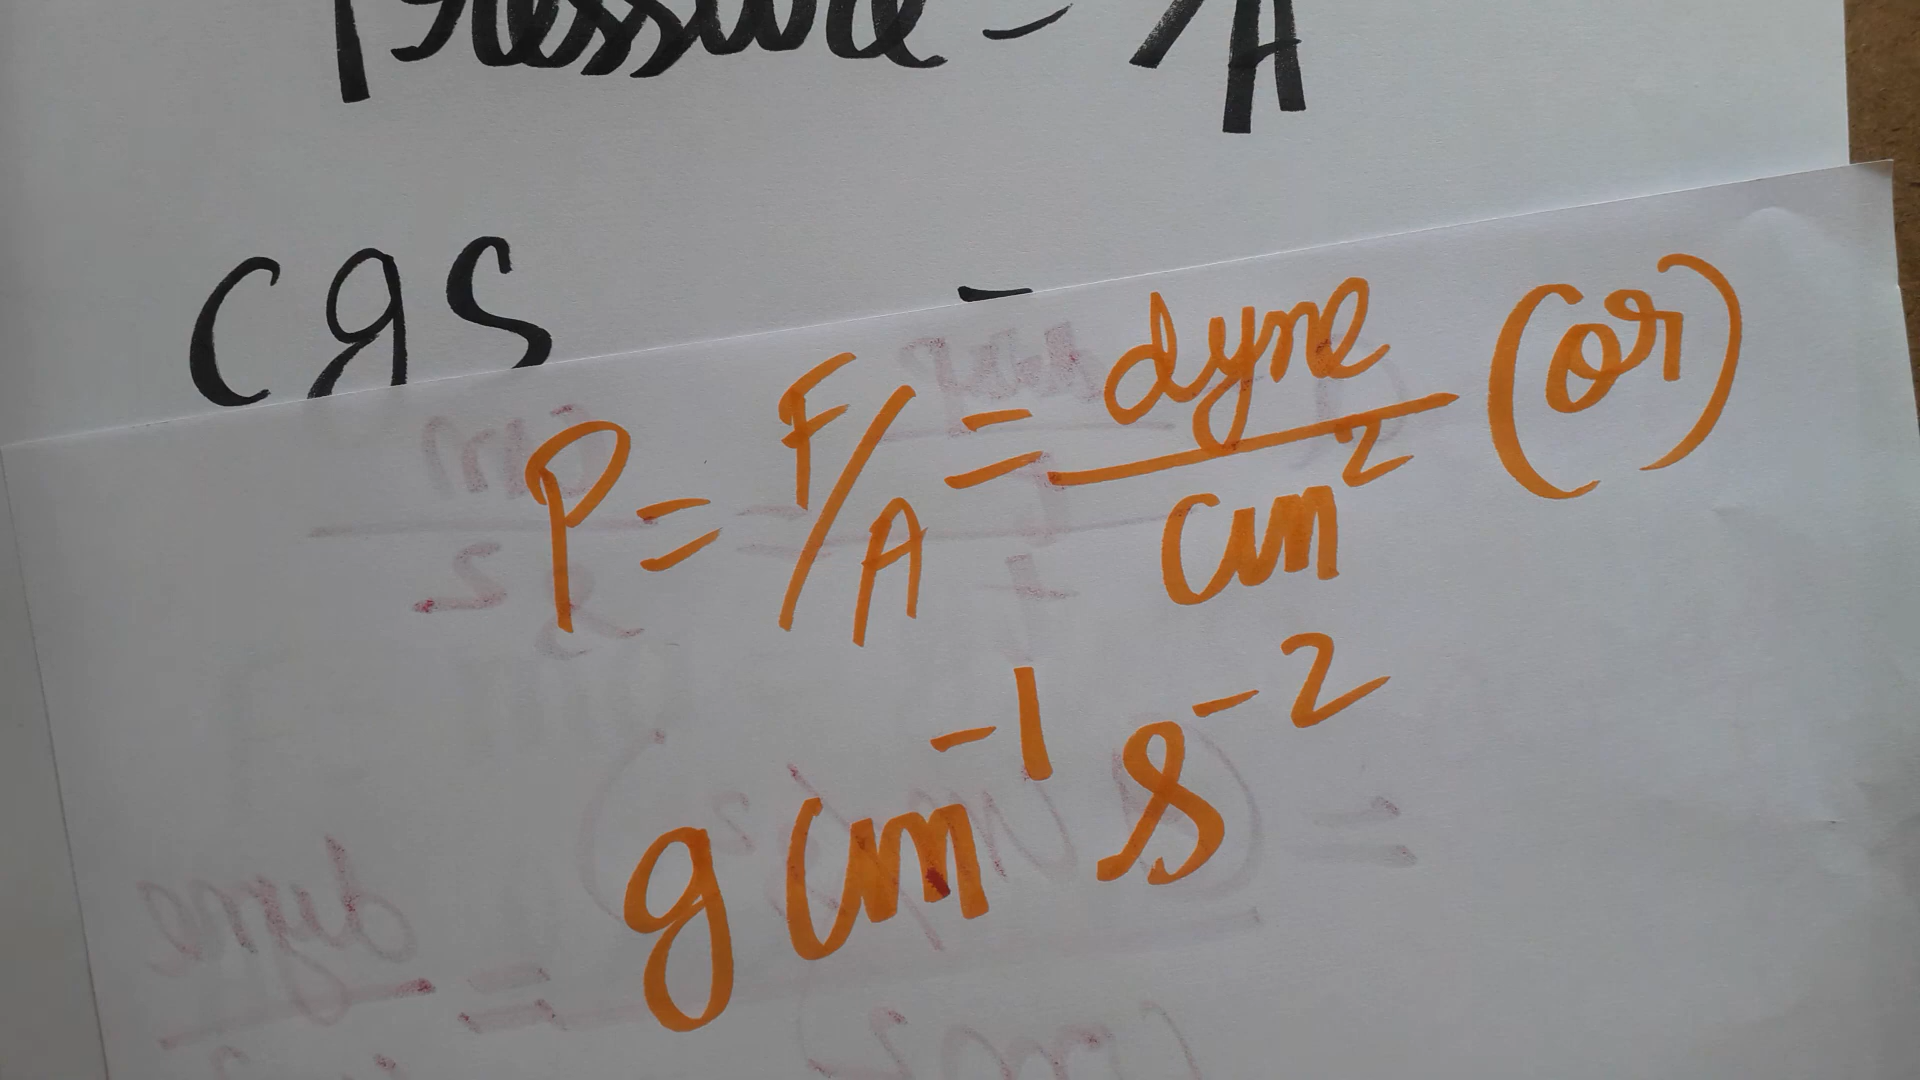 Pressure = /A
CGS =
P = F/A = dyne/cm² (or)
g cm⁻¹ s⁻²